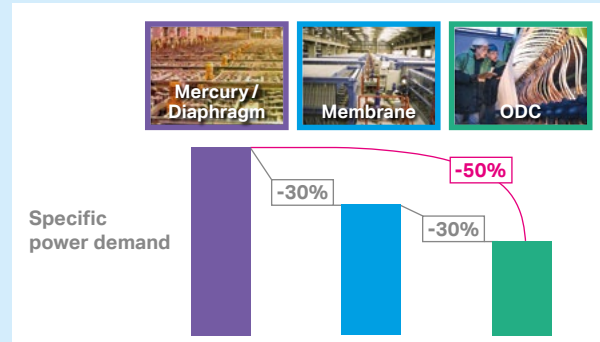 Mercury /
Diaphragm
Membrane
ODC
-50%
-30%
-30%
Specific
power demand